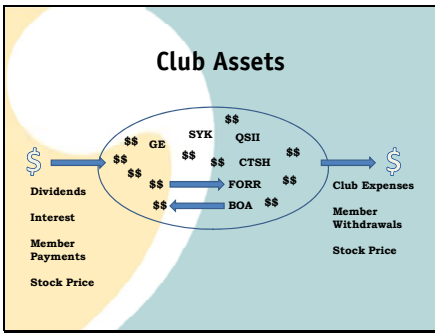 Club Assets
$$
$$ GE SYK QSII
$ $$ $$ $$ CTSH $$ $
$$
$$ FORR $$
$$ BOA $$
Dividends
Interest
Member
Payments
Stock Price
Club Expenses
Member
Withdrawals
Stock Price